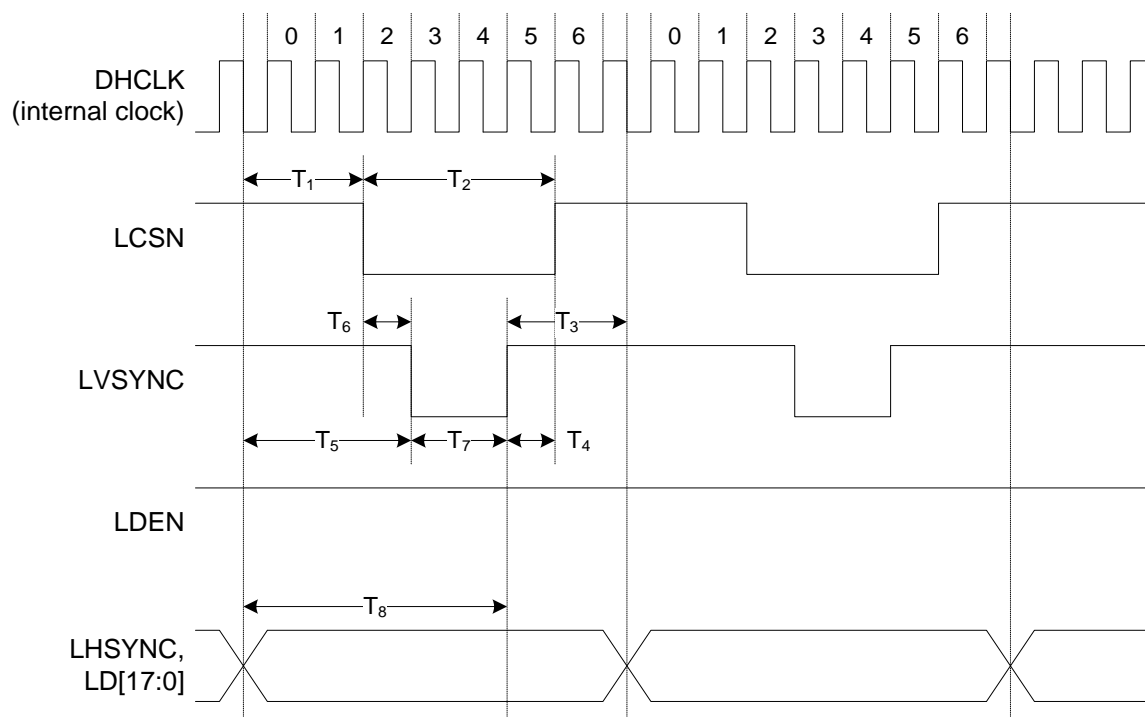 0 1 2 3 4 5 6 0 1 2 3 4 5 6
DHCLK
(internal clock)
T1 T2
LCSN
T6 T3
LVSYNC
T5 T7 T4
LDEN
T8
LHSYNC,
LD[17:0]